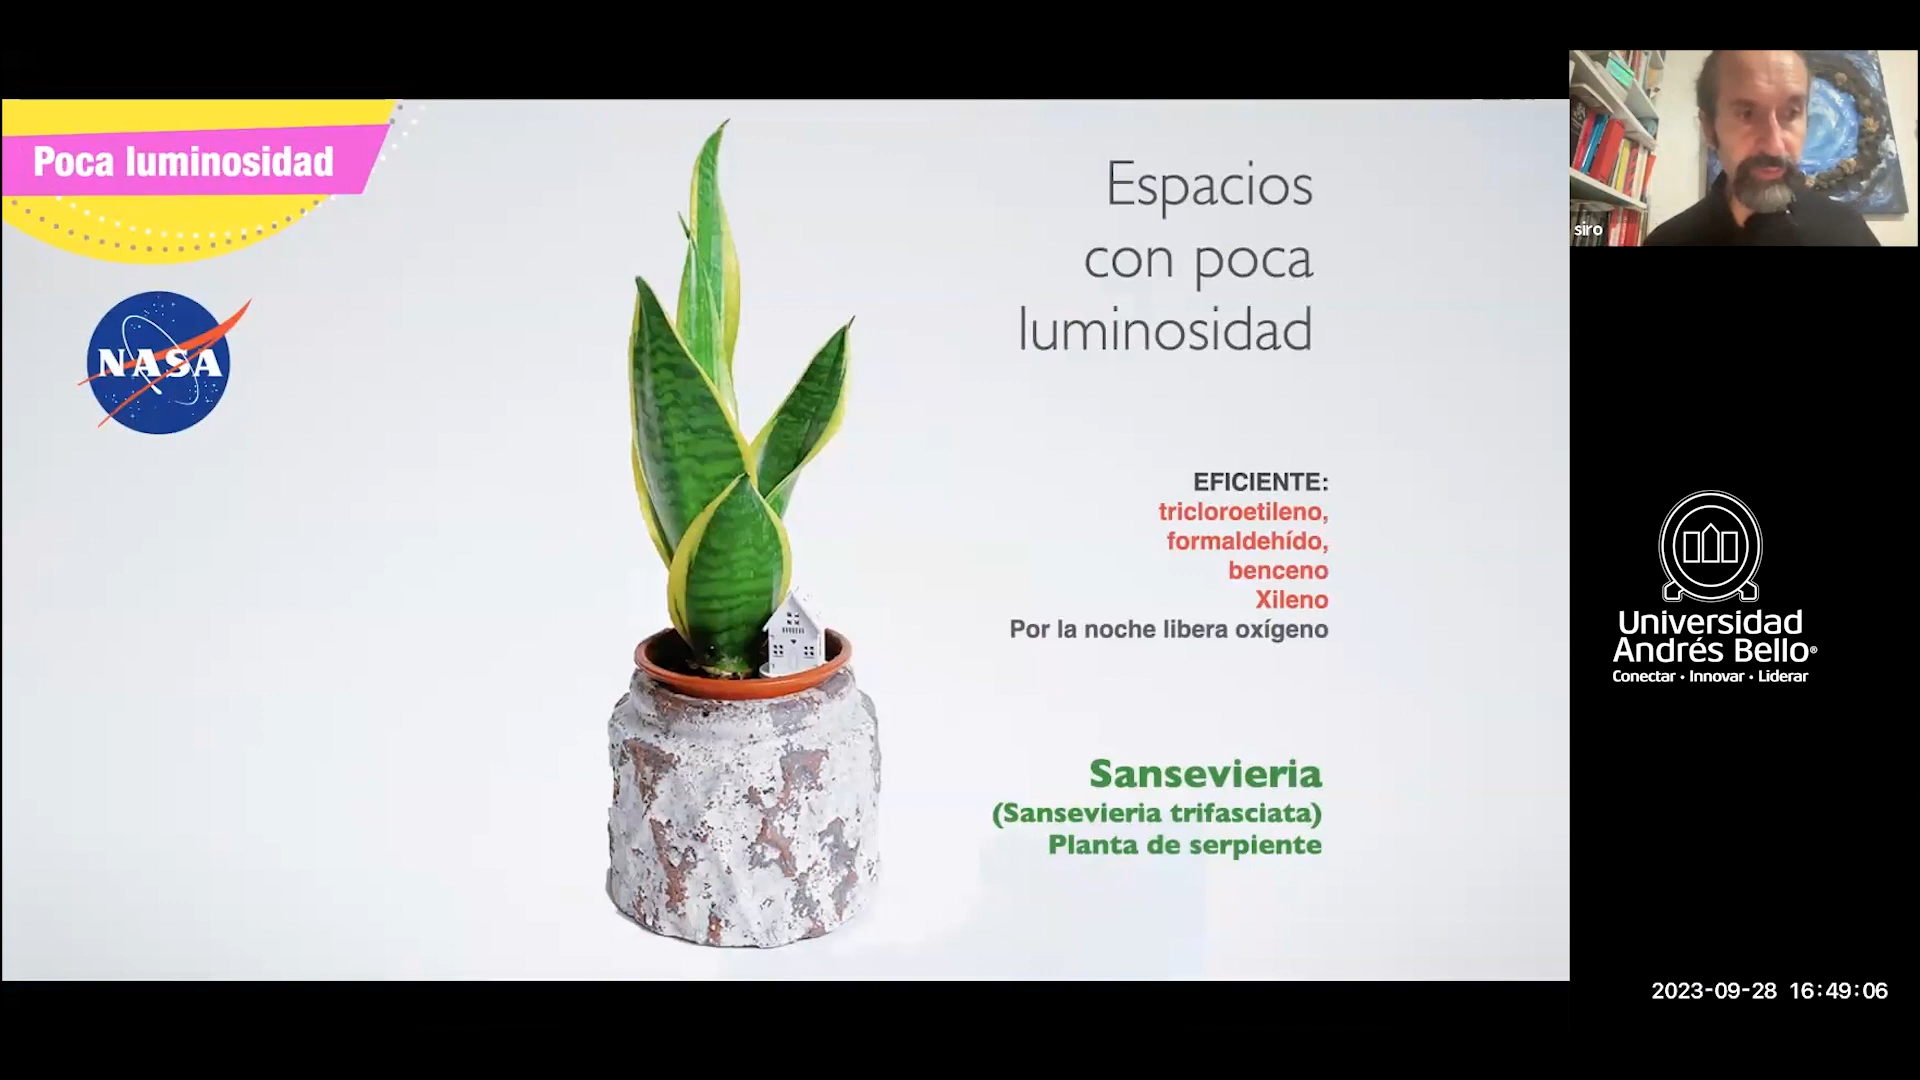 Poca luminosidad
NASA
Espacios
con poca
luminosidad
EFICIENTE:
tricloroetileno,
formaldehído,
benceno
Xileno
Por la noche libera oxígeno
Sansevieria
(Sansevieria trifasciata)
Planta de serpiente
siro
Universidad
Andrés Bello®
Conectar • Innovar • Liderar
2023-09-28 16:49:06